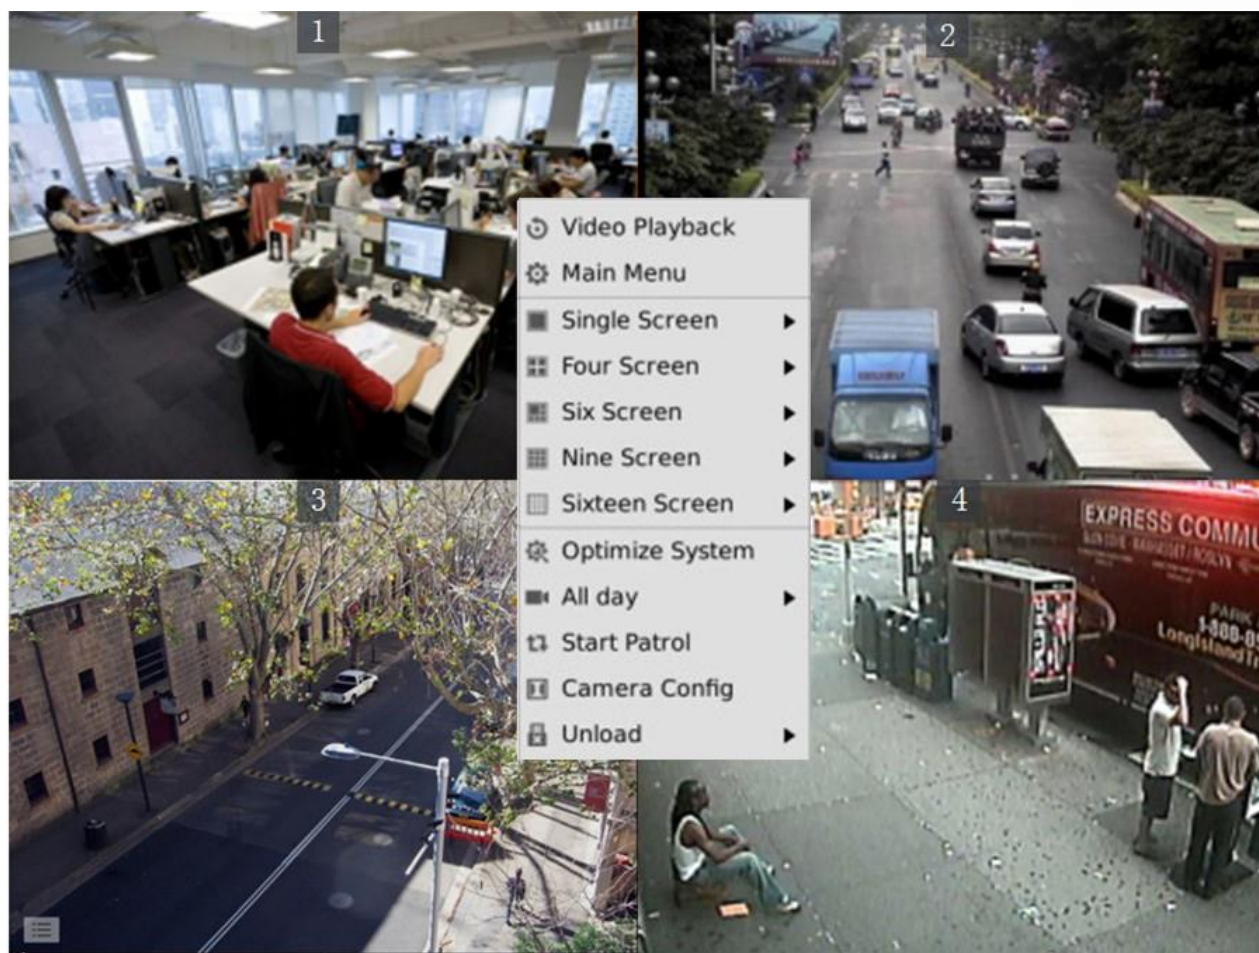 1
2
Video Playback
Main Menu
Single Screen
Four Screen
Six Screen
Nine Screen
Sixteen Screen
Optimize System
All day
Start Patrol
Camera Config
Unload
ISUZU
3
4
EXPRESS COMMU